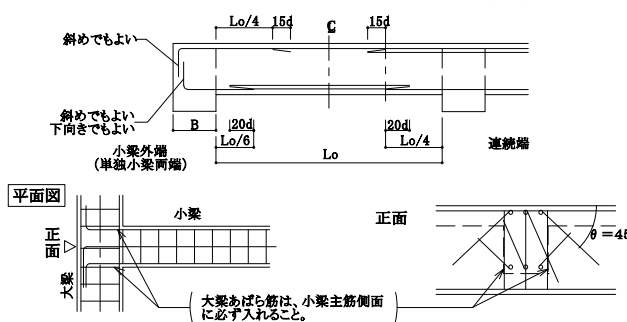 Lo/4
15d
15d
℄
斜めでもよい
斜めでもよい
下向きでもよい
B
20d
20d
Lo/6
Lo/4
小梁外端
(単独小梁両端)
Lo
連続端
平面図
小梁
正面
大梁
正面
θ=45
大梁あばら筋は、小梁主筋側面
に必ず入れること。